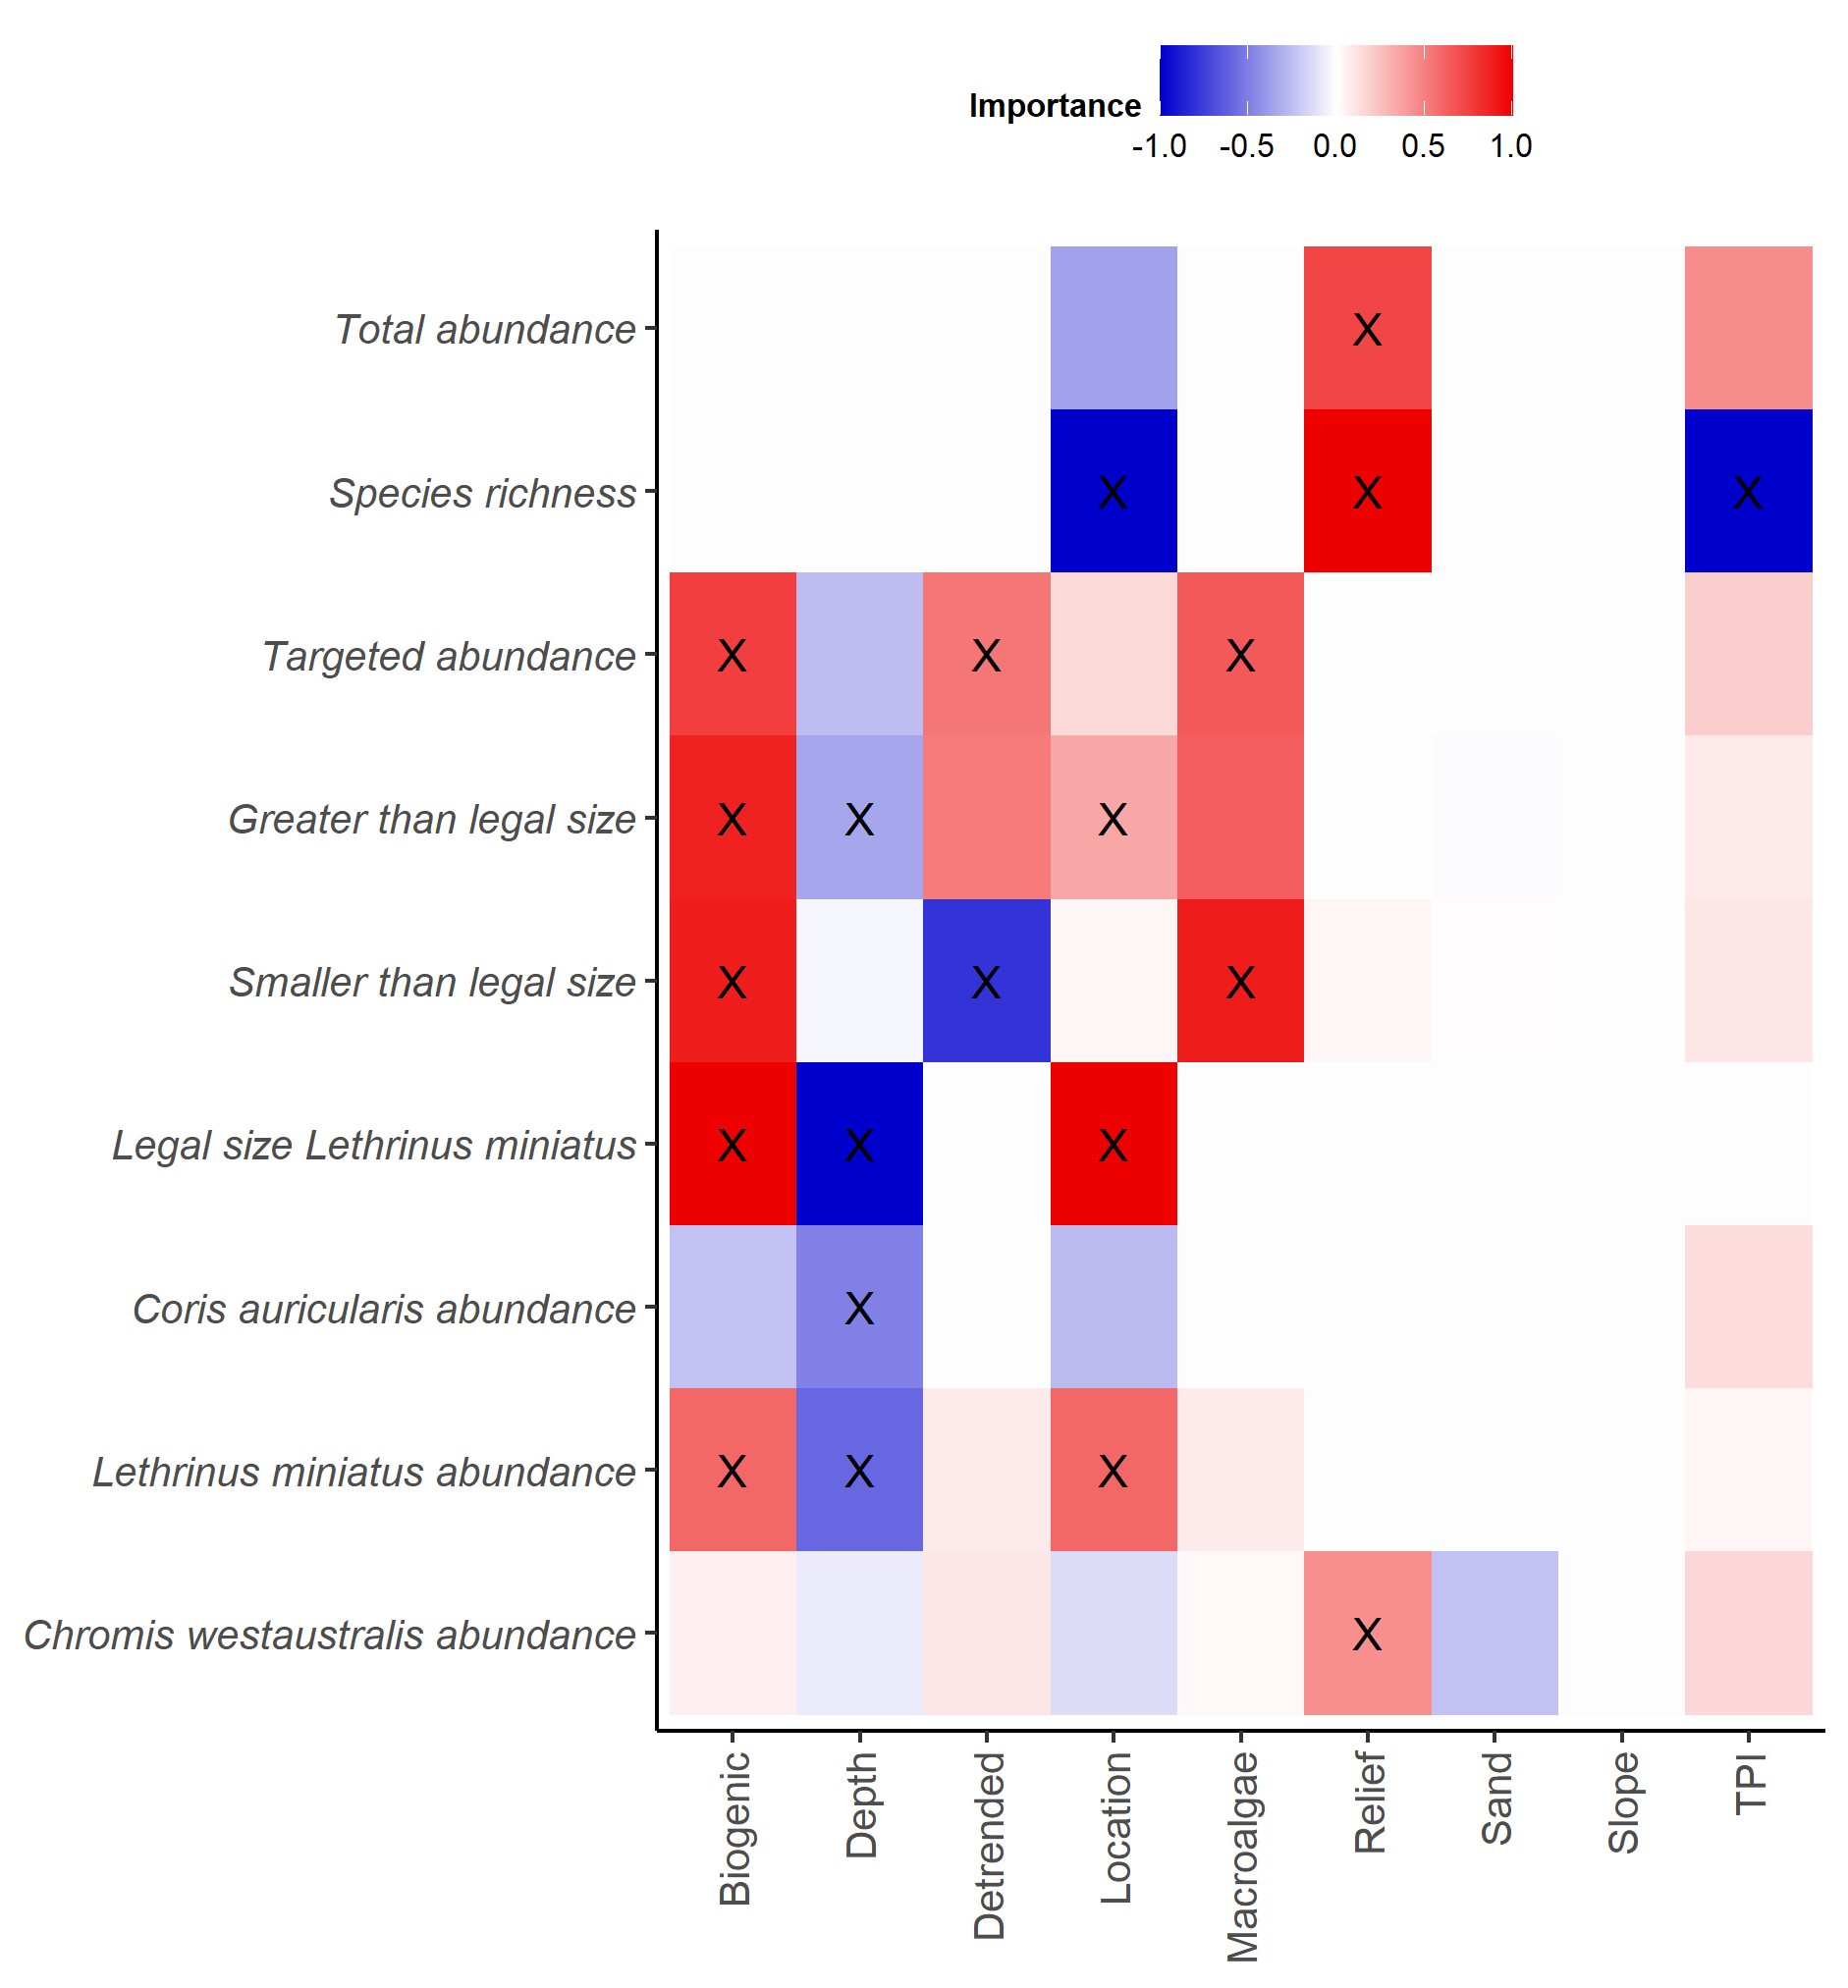 Importance
-1.0 -0.5 0.0 0.5 1.0
Total abundance X
Species richness X X X
Targeted abundance X X X
Greater than legal size X X X
Smaller than legal size X X X
Legal size Lethrinus miniatus X X X
Coris auricularis abundance X
Lethrinus miniatus abundance X X X
Chromis westaustralis abundance X
Biogenic
Depth
Detrended
Location
Macroalgae
Relief
Sand
Slope
TPI